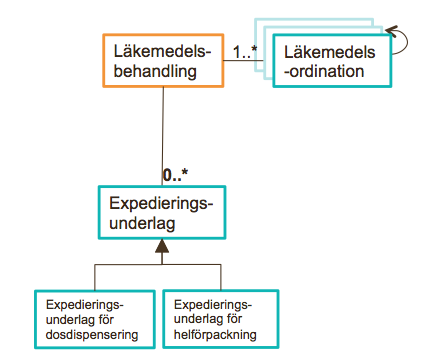 Läkemedels-
behandling
1..*
Läkemedels
-ordination
0..*
Expedierings-
underlag
Expedierings-
underlag för
dosdispensering
Expedierings-
underlag för
helförpackning